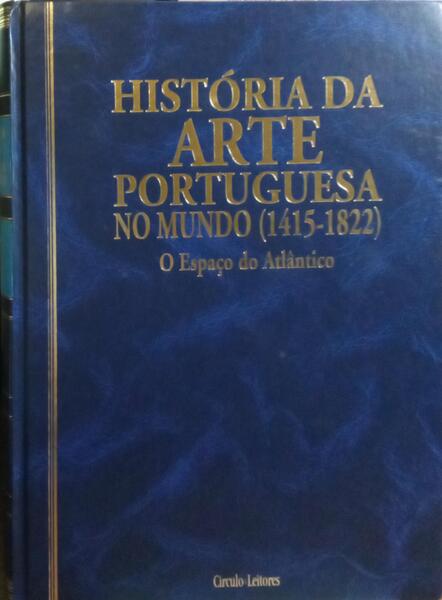 HISTÓRIA DA
ARTE
PORTUGUESA
NO MUNDO (1415-1822)
O Espaço do Atlântico
Círculo Leitores